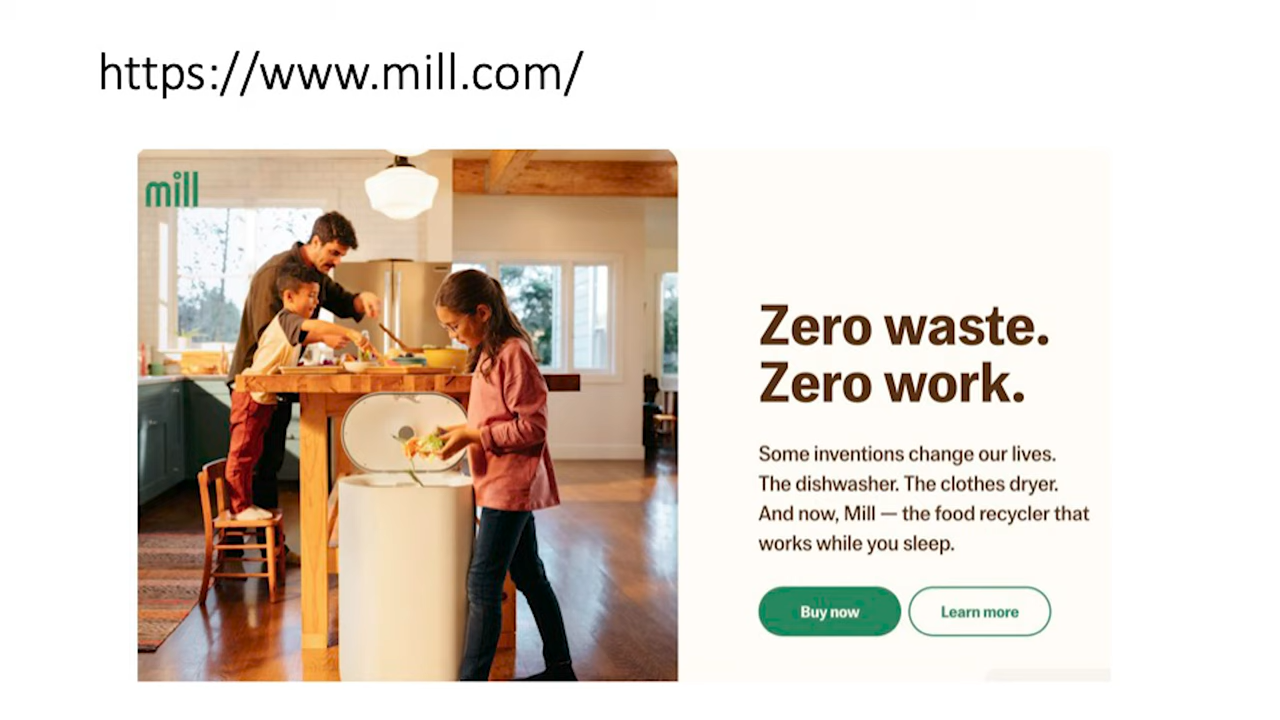 https://www.mill.com/
mill
Zero waste.
Zero work.
Some inventions change our lives.
The dishwasher. The clothes dryer.
And now, Mill — the food recycler that
works while you sleep.
Buy now
Learn more